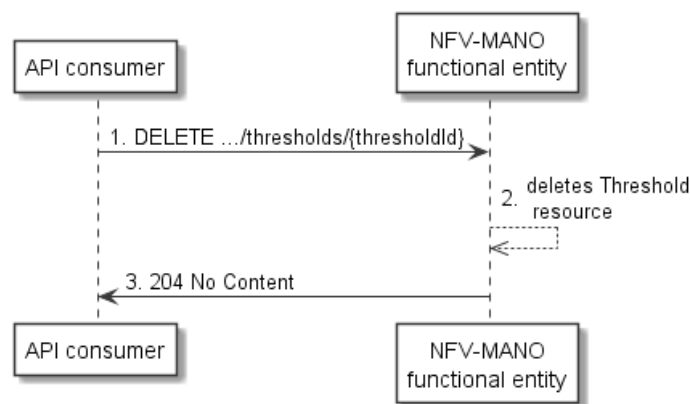 API consumer
NFV-MANO
functional entity
1. DELETE .../thresholds/{thresholdId}
2. deletes Threshold
resource
3. 204 No Content
API consumer
NFV-MANO
functional entity